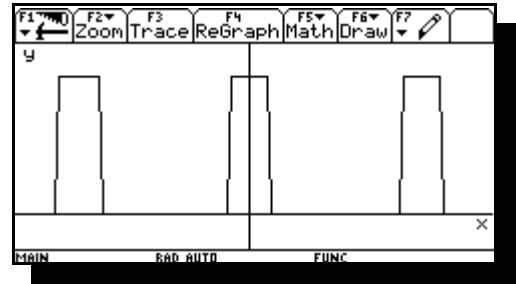 F1 F2 F3 F4 F5 F6 F7
Zoom Trace ReGraph Math Draw
y
x
MAIN RAD AUTO FUNC